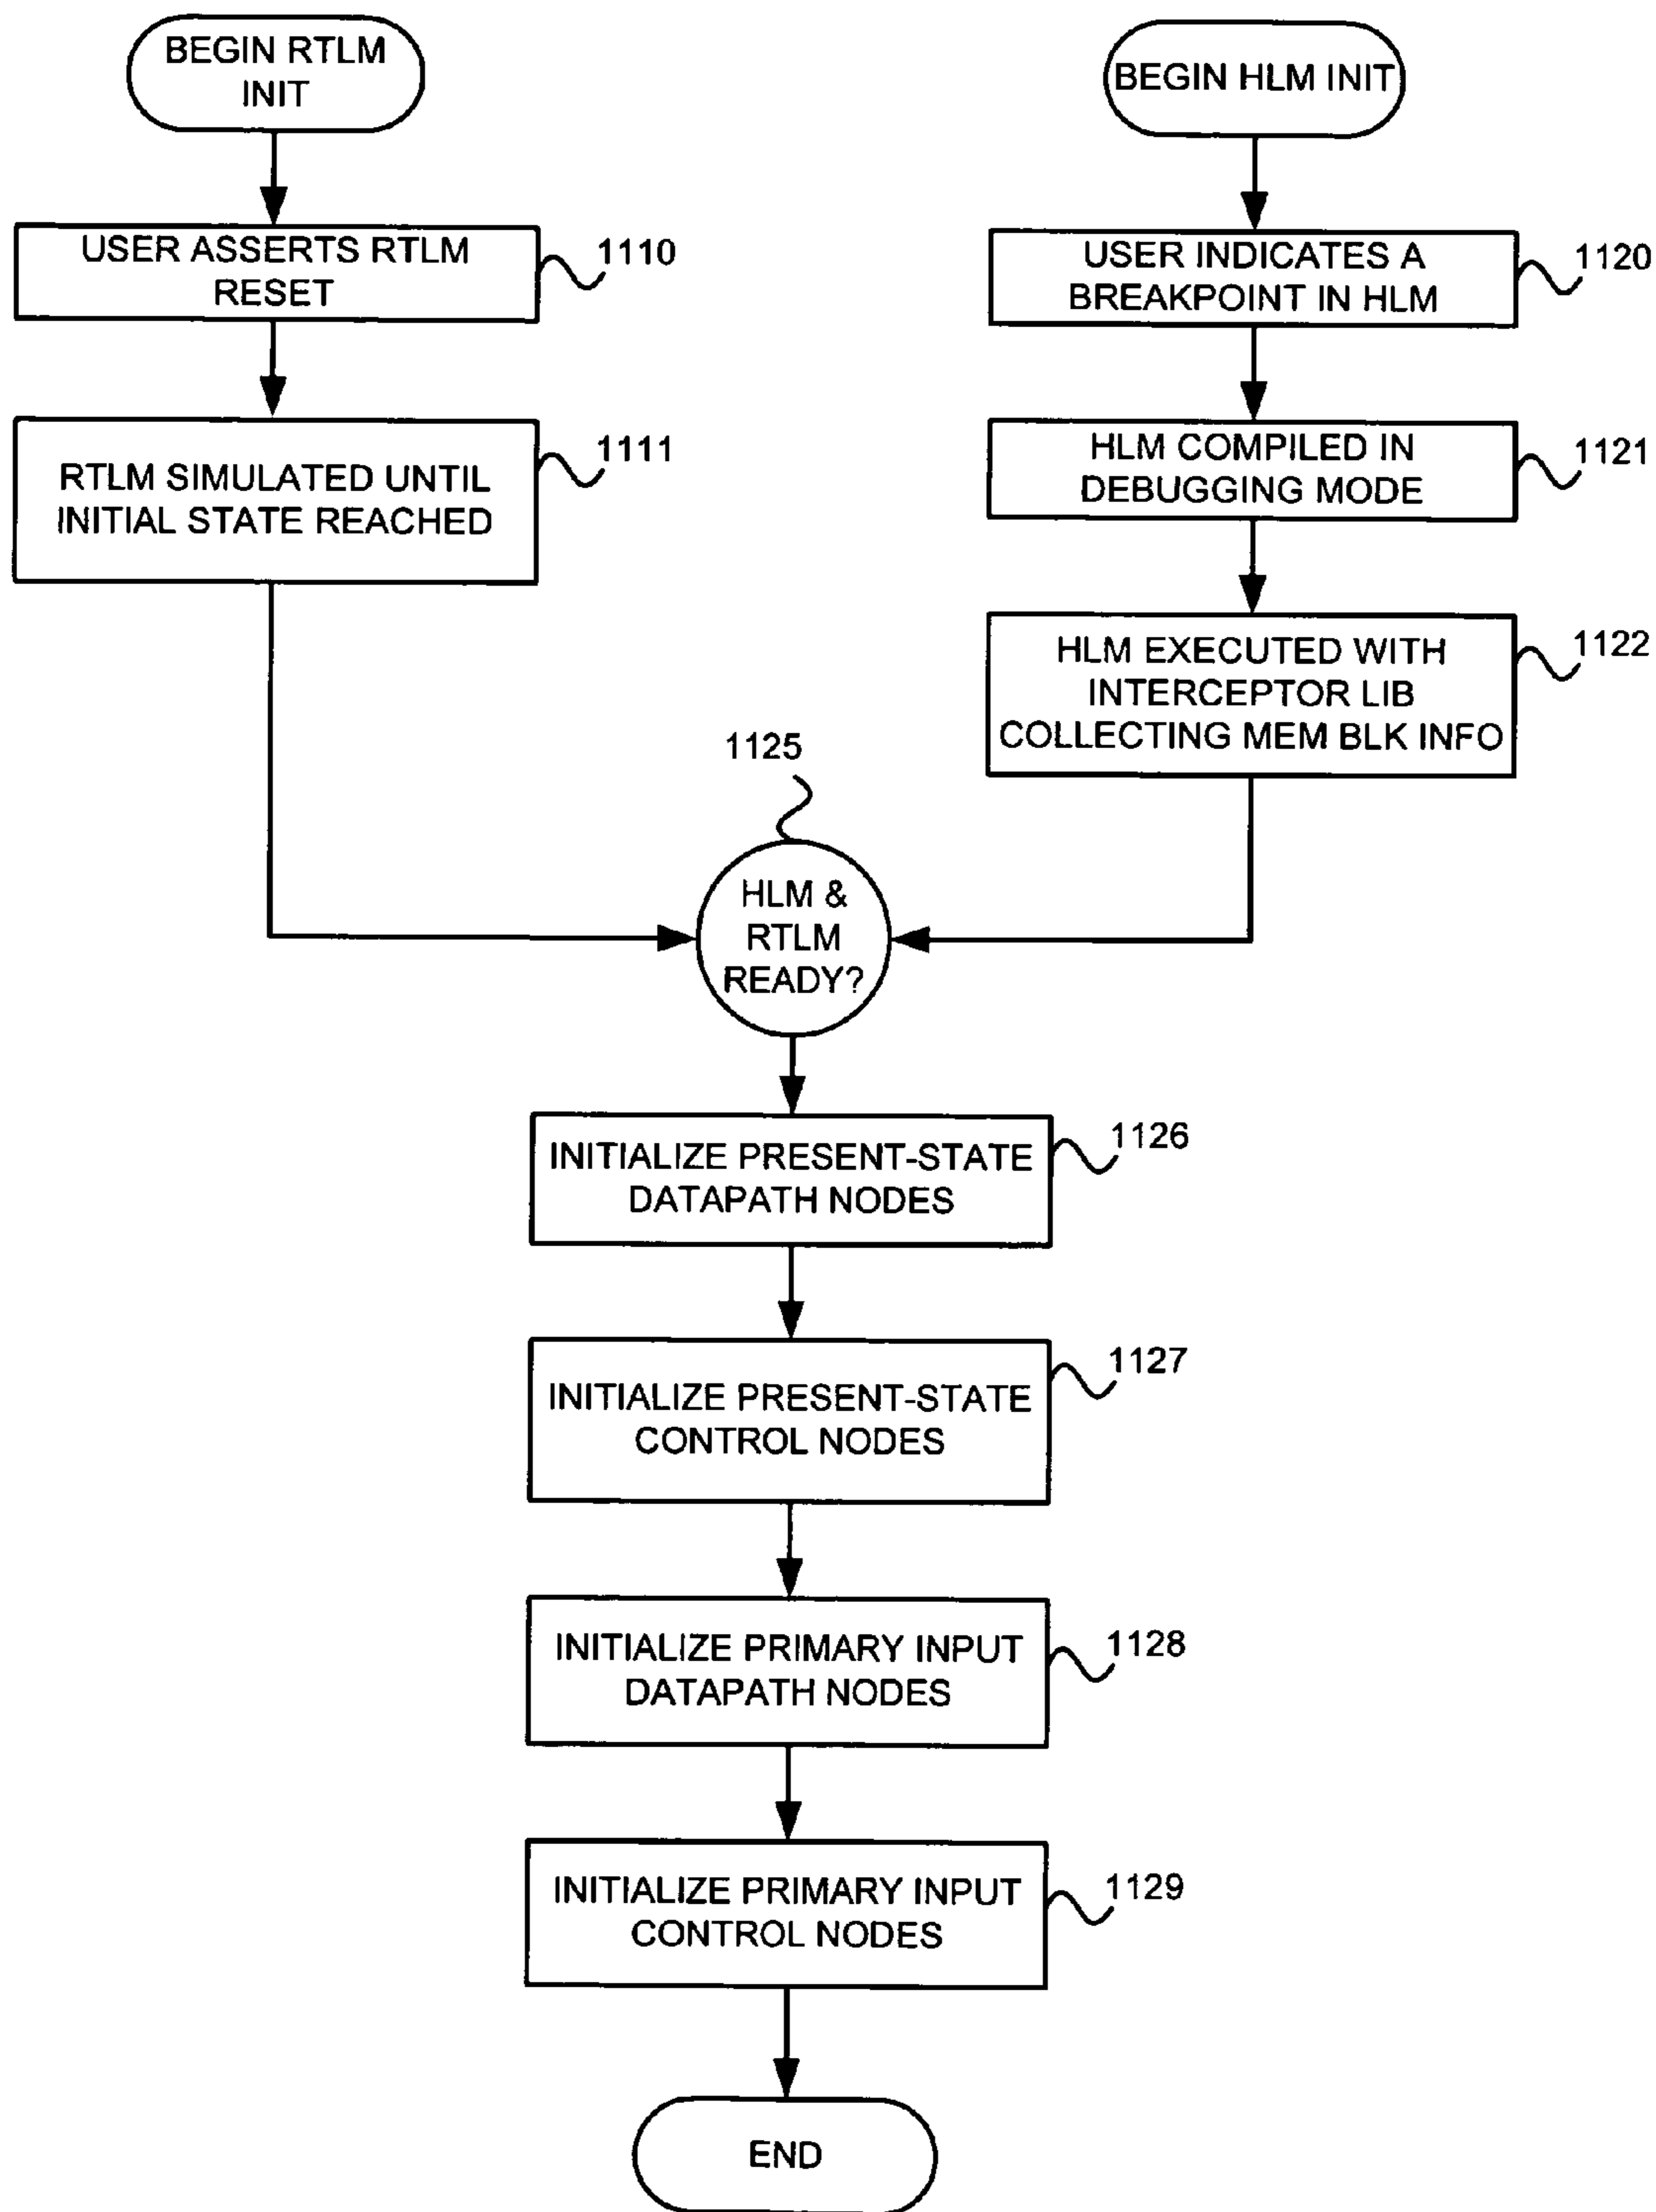 BEGIN RTLM
INIT
USER ASSERTS RTLM
RESET
1110
RTLM SIMULATED UNTIL
INITIAL STATE REACHED
1111
BEGIN HLM INIT
USER INDICATES A
BREAKPOINT IN HLM
1120
HLM COMPILED IN
DEBUGGING MODE
1121
HLM EXECUTED WITH
INTERCEPTOR LIB
COLLECTING MEM BLK INFO
1122
1125
HLM &
RTLM
READY?
INITIALIZE PRESENT-STATE
DATAPATH NODES
1126
INITIALIZE PRESENT-STATE
CONTROL NODES
1127
INITIALIZE PRIMARY INPUT
DATAPATH NODES
1128
INITIALIZE PRIMARY INPUT
CONTROL NODES
1129
END